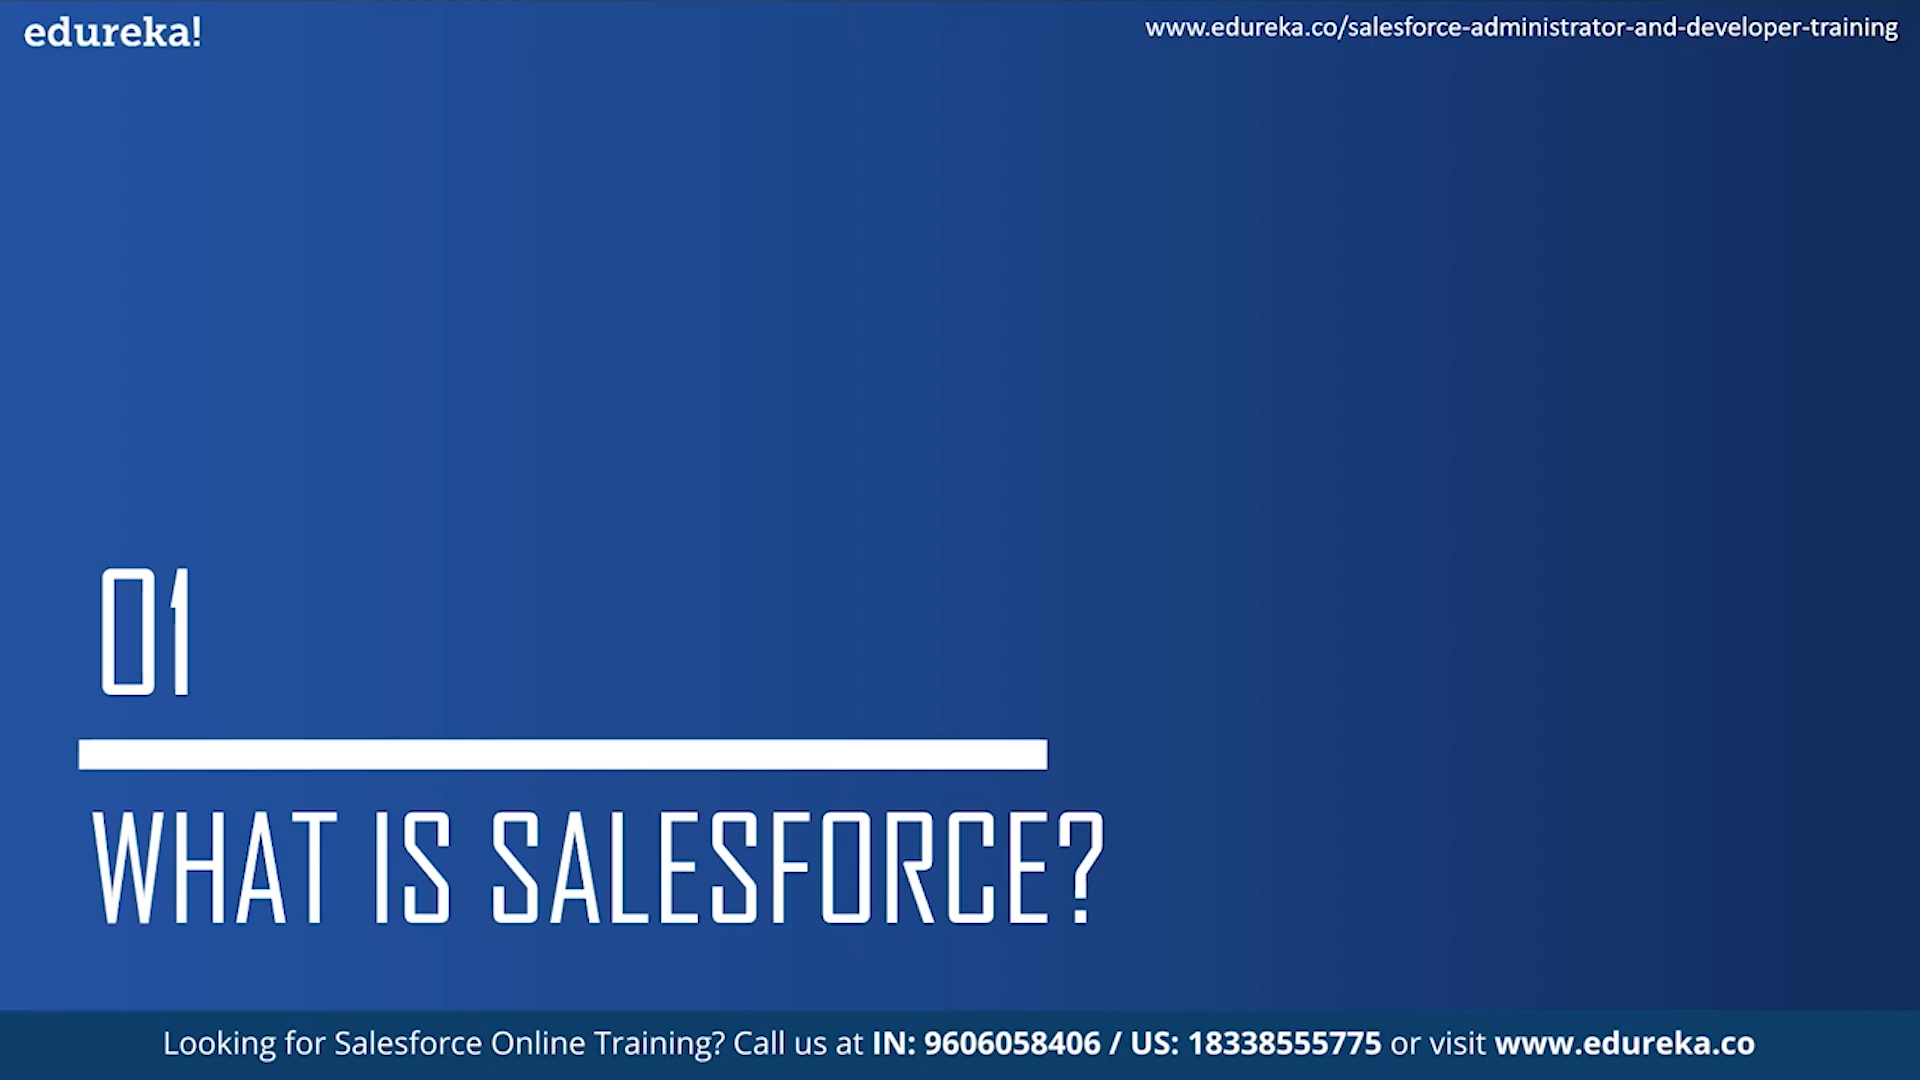 edureka!
www.edureka.co/salesforce-administrator-and-developer-training
01
WHAT IS SALESFORCE?
Looking for Salesforce Online Training? Call us at IN: 9606058406 / US: 18338555775 or visit www.edureka.co